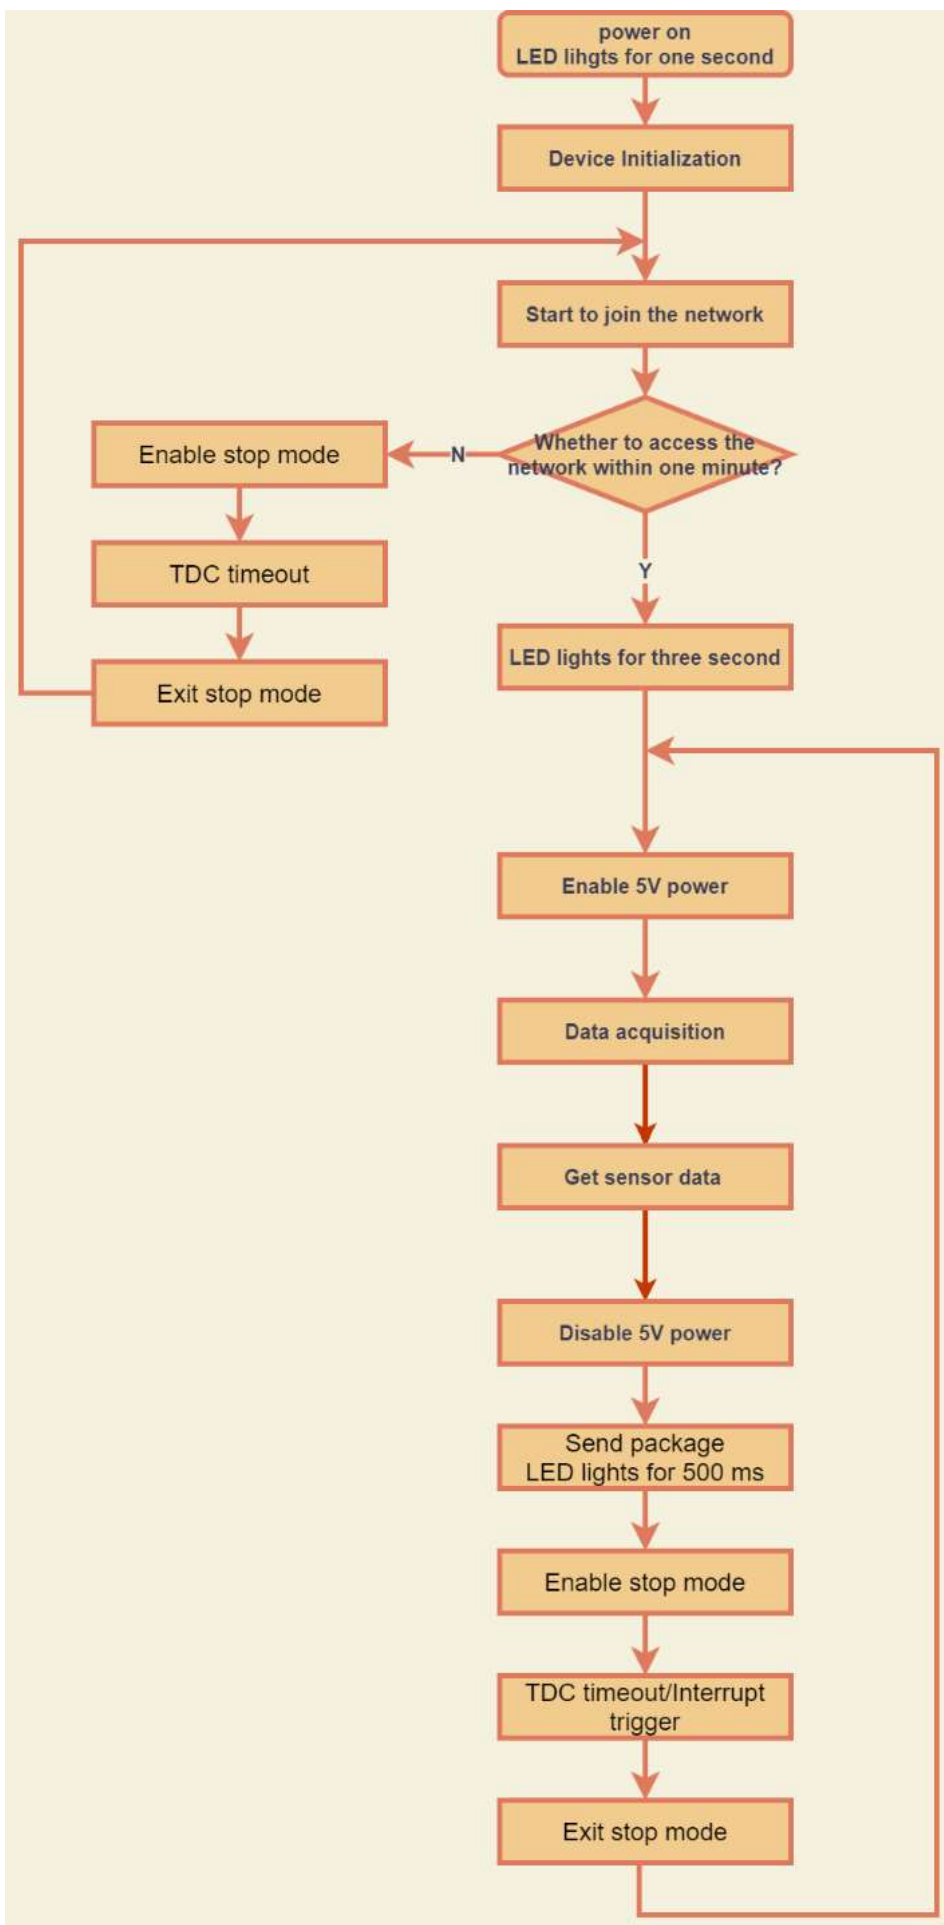 power on
LED lihgts for one second
Device Initialization
Start to join the network
Whether to access the
network within one minute?
N
Enable stop mode
TDC timeout
Exit stop mode
Y
LED lights for three second
Enable 5V power
Data acquisition
Get sensor data
Disable 5V power
Send package
LED lights for 500 ms
Enable stop mode
TDC timeout/Interrupt
trigger
Exit stop mode